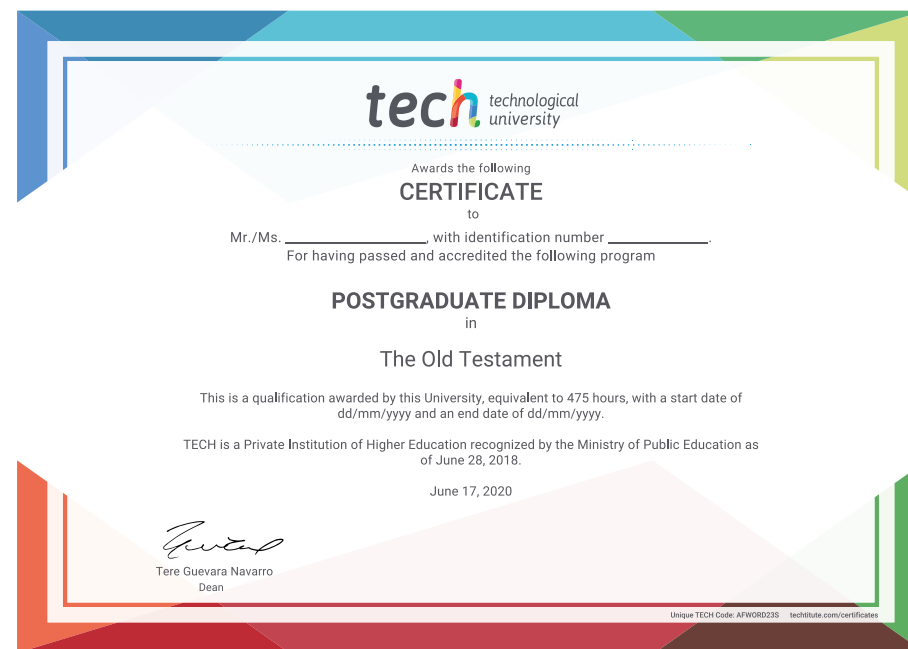 tech technological
university
Awards the following
CERTIFICATE
to
Mr./Ms. ____________, with identification number ____________.
For having passed and accredited the following program
POSTGRADUATE DIPLOMA
in
The Old Testament
This is a qualification awarded by this University, equivalent to 475 hours, with a start date of
dd/mm/yyyy and an end date of dd/mm/yyyy.
TECH is a Private Institution of Higher Education recognized by the Ministry of Public Education as
of June 28, 2018.
June 17, 2020
Tere Guevara Navarro
Dean
Unique TECH Code: AFWORD23S techtitute.com/certificates